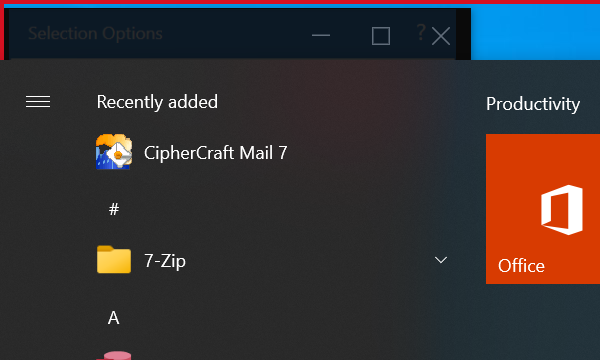 Selection Options
?
Recently added
Productivity
CipherCraft Mail 7
#
7-Zip
Office
A